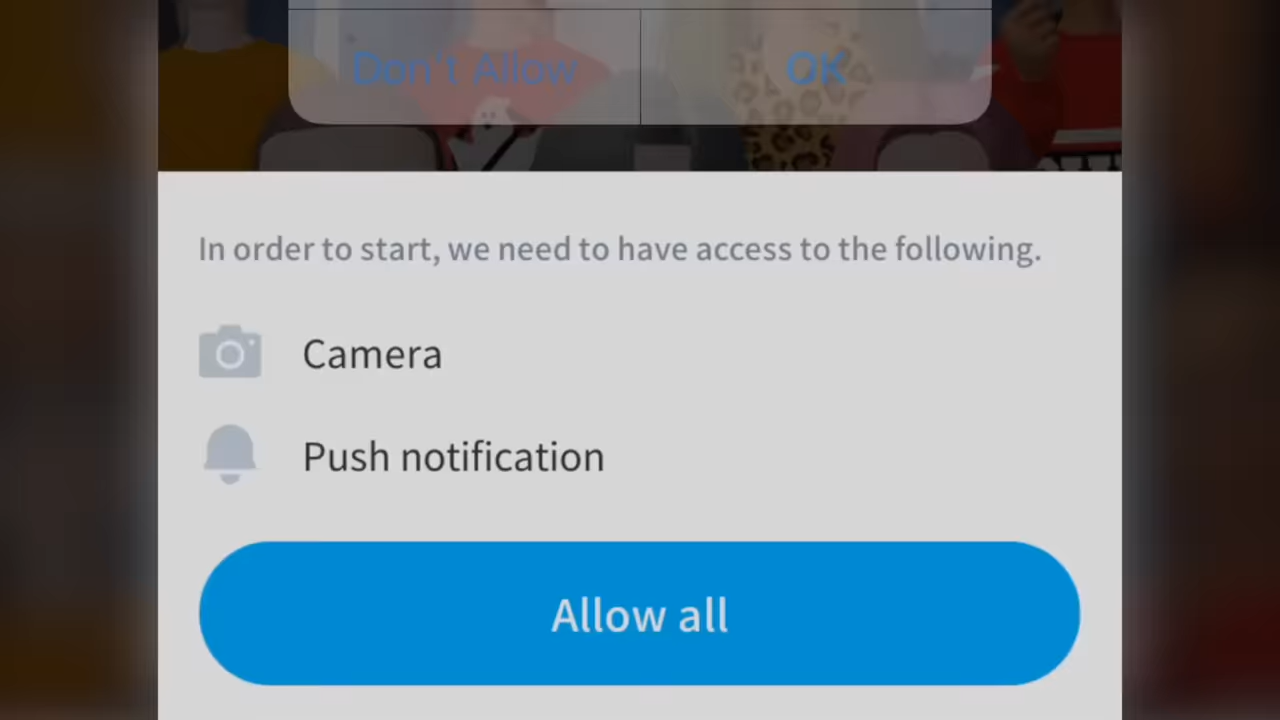 Don't Allow OK
In order to start, we need to have access to the following.
Camera
Push notification
Allow all